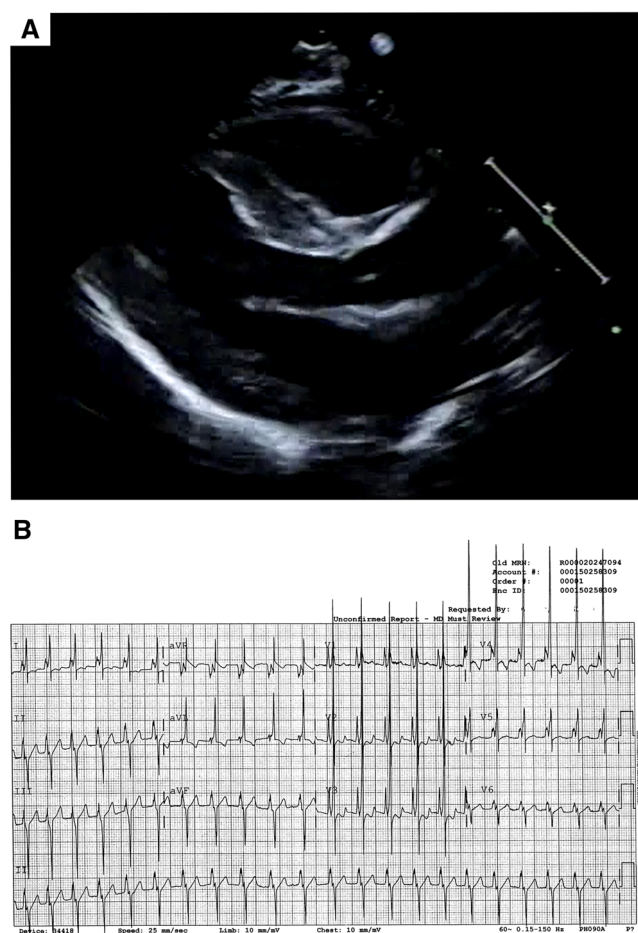 A
B
Old MRN: R000020247094
Account #: 000150258309
Order #: 00001
Enc ID: 000150258309
Requested By:
Unconfirmed Report - MD Must Review
I aVR V1 V4
II aVL V2 V5
III aVF V3 V6
II
Device: 34418 Speed: 25 mm/sec Limb: 10 mm/mV Chest: 10 mm/mV 60~ 0.15-150 Hz PH090A P?